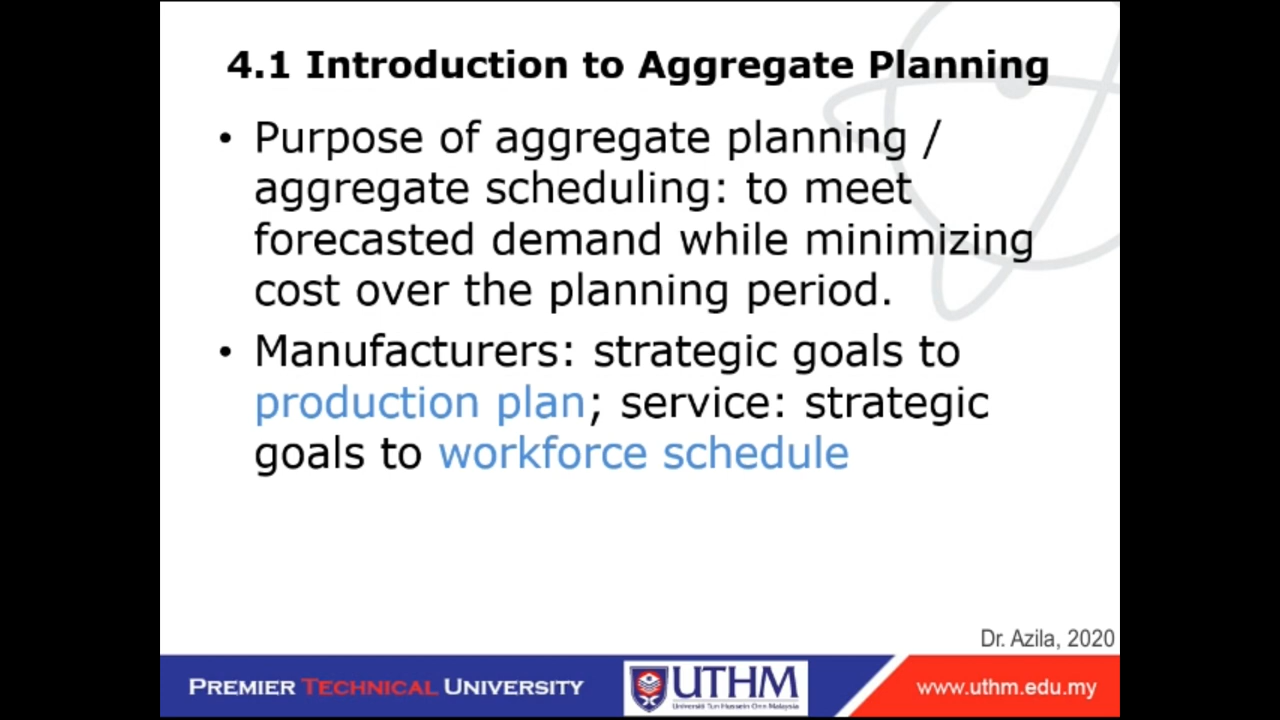 4.1 Introduction to Aggregate Planning
• Purpose of aggregate planning /
aggregate scheduling: to meet
forecasted demand while minimizing
cost over the planning period.
• Manufacturers: strategic goals to
production plan; service: strategic
goals to workforce schedule
Dr. Azila, 2020
PREMIER TECHNICAL UNIVERSITY
UTHM
Universiti Tun Hussein Onn Malaysia
www.uthm.edu.my